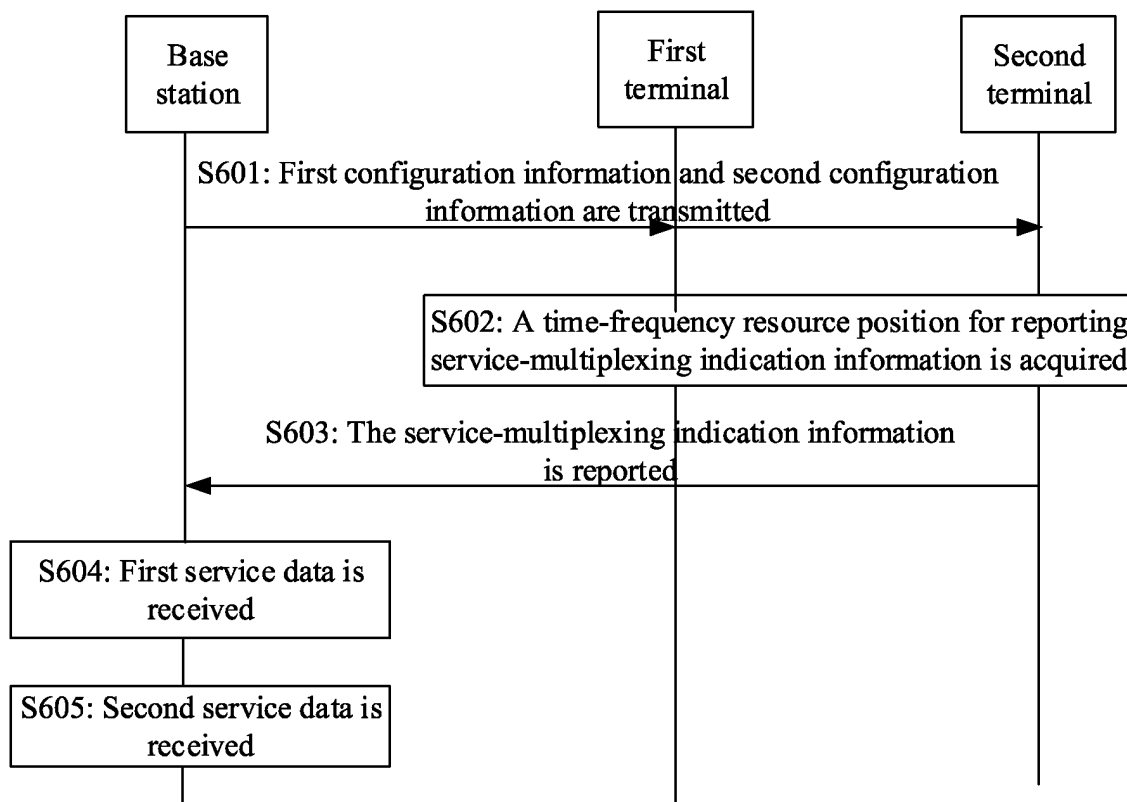 Base
station
First
terminal
Second
terminal
S601: First configuration information and second configuration
information are transmitted
S602: A time-frequency resource position for reporting
service-multiplexing indication information is acquired
S603: The service-multiplexing indication information
is reported
S604: First service data is
received
S605: Second service data is
received